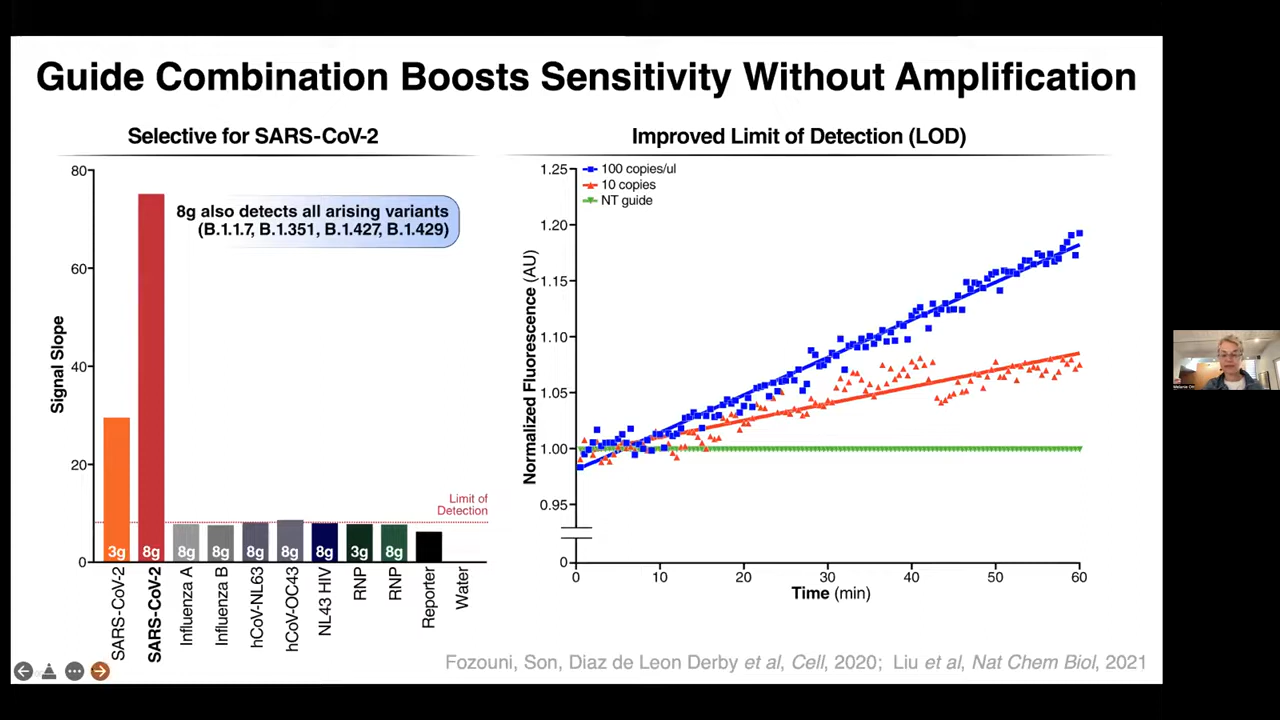 Guide Combination Boosts Sensitivity Without Amplification
Selective for SARS-CoV-2
80
60
40
20
0
Signal Slope
8g also detects all arising variants
(B.1.1.7, B.1.351, B.1.427, B.1.429)
Limit of
Detection
3g
8g
8g
8g
8g
8g
8g
3g
8g
SARS-CoV-2
SARS-CoV-2
Influenza A
Influenza B
hCoV-NL63
hCoV-OC43
NL43 HIV
RNP
RNP
Reporter
Water
Improved Limit of Detection (LOD)
100 copies/ul
10 copies
NT guide
1.25
1.20
1.15
1.10
1.05
1.00
0.95
0
Normalized Fluorescence (AU)
0
10
20
30
40
50
60
Time (min)
Fozouni, Son, Diaz de Leon Derby et al, Cell, 2020; Liu et al, Nat Chem Biol, 2021